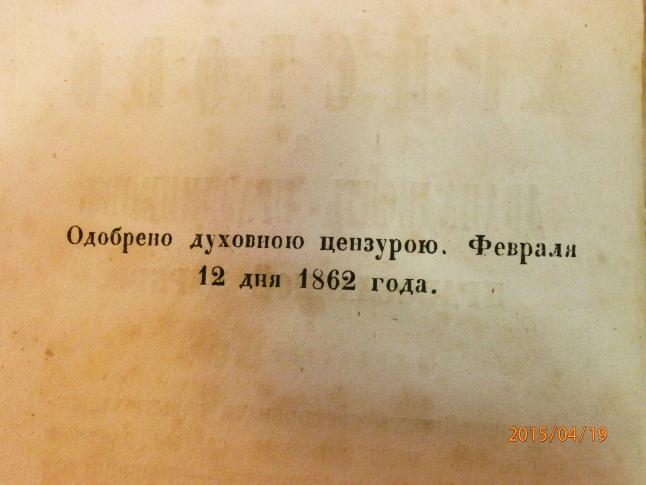 Одобрено духовною цензурою. Февраля
12 дня 1862 года.
2015/04/19